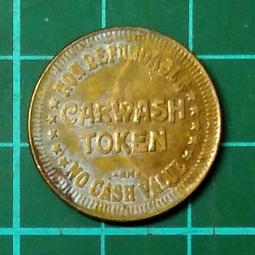 NON REFUNDABLE
CARWASH
TOKEN
NO CASH VALUE